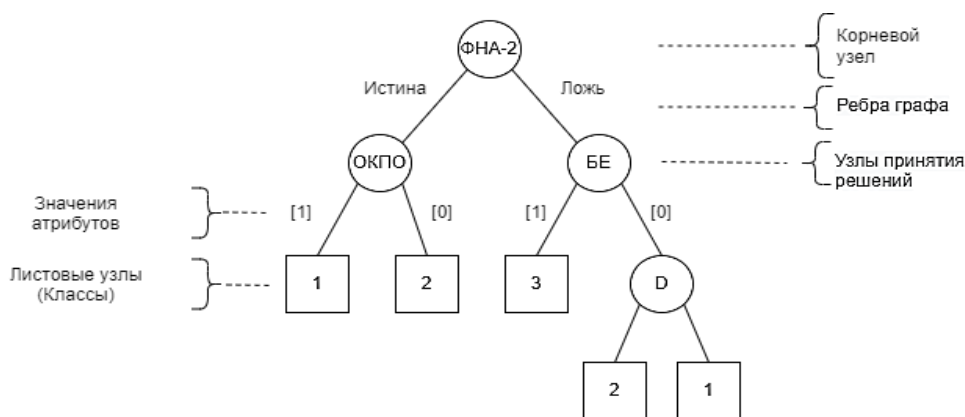 ФНА-2
Корневой
узел
Истина
Ложь
Ребра графа
ОКПО
БЕ
Узлы принятия
решений
Значения
атрибутов
[1]
[0]
[1]
[0]
Листовые узлы
(Классы)
1
2
3
D
2
1